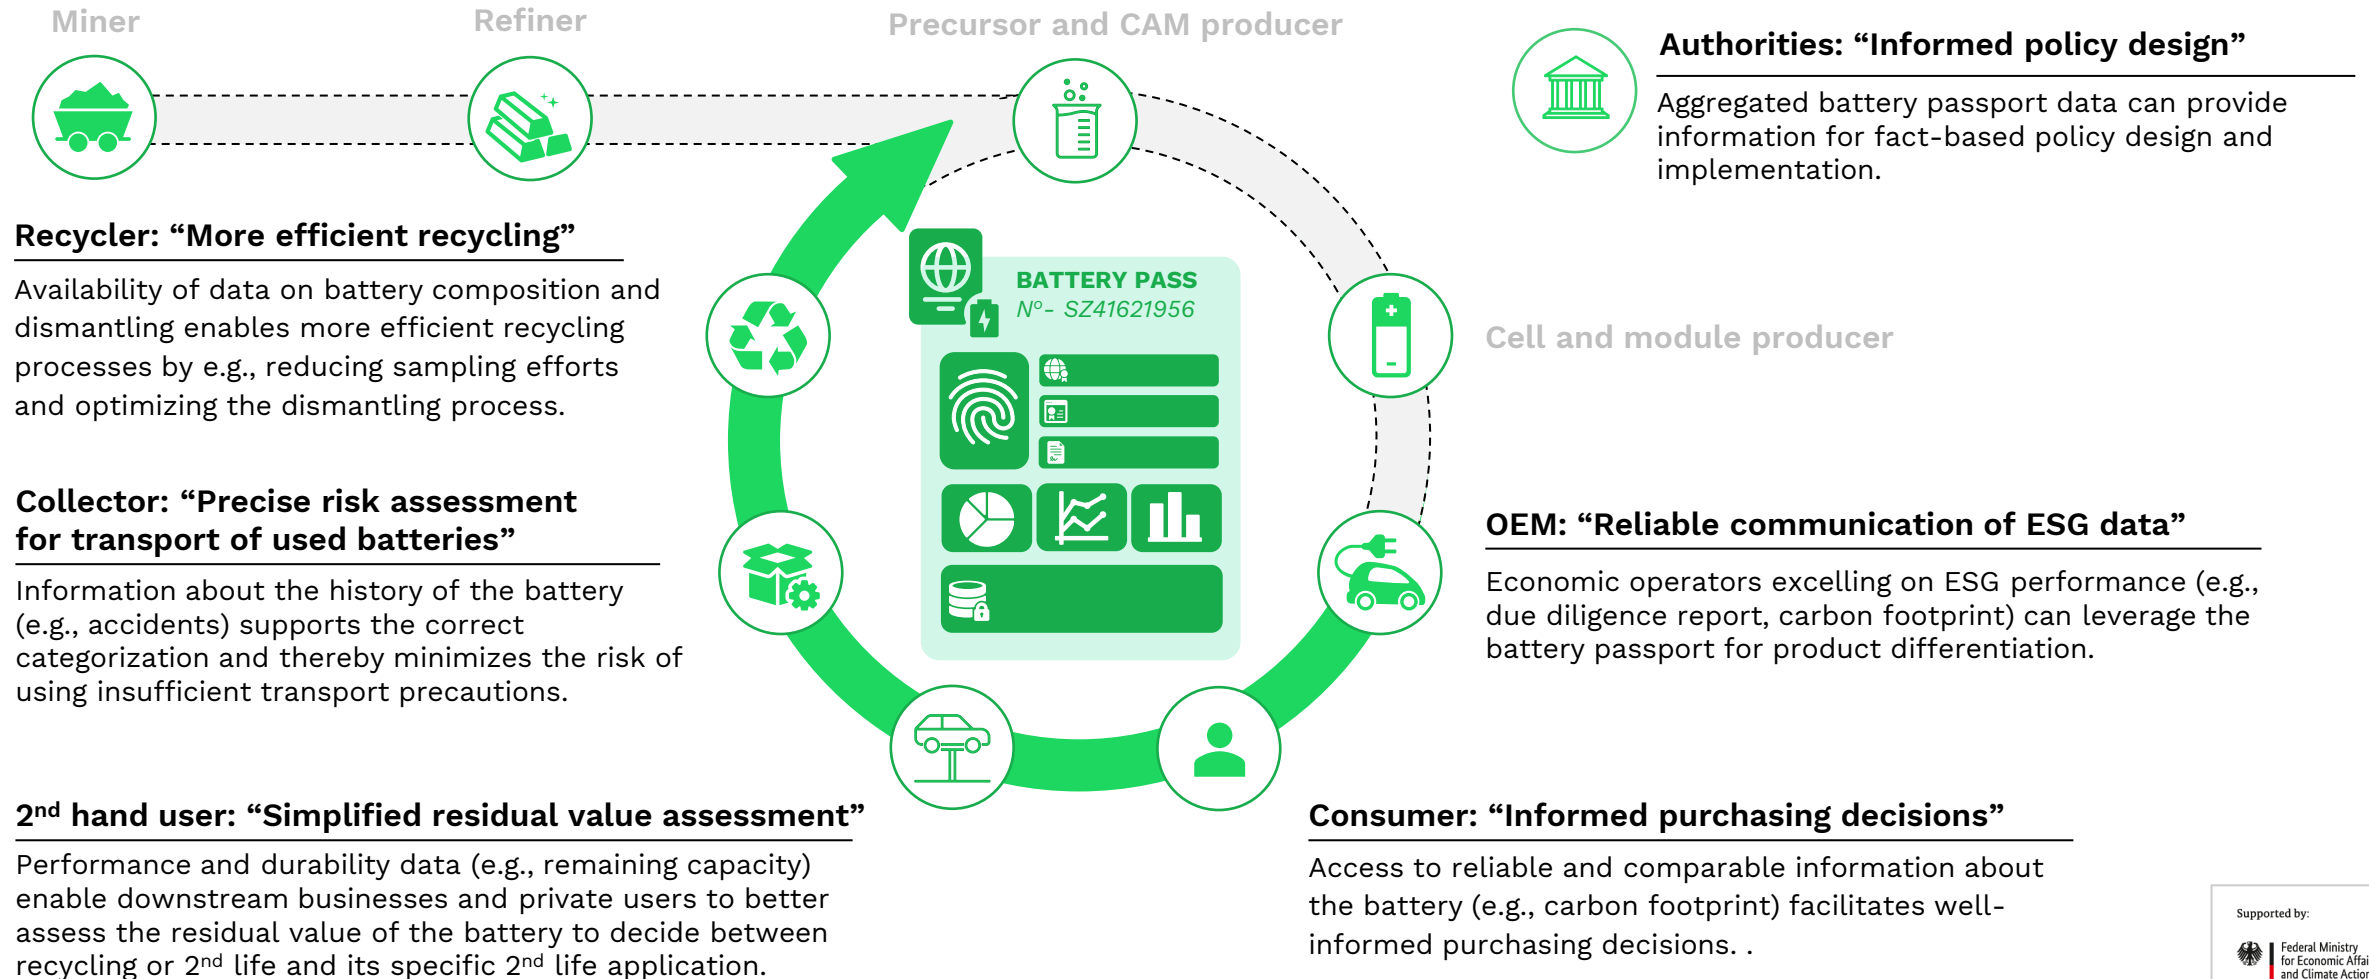 Miner
Refiner
Precursor and CAM producer
Authorities: “Informed policy design”
Aggregated battery passport data can provide
information for fact-based policy design and
implementation.
Recycler: “More efficient recycling”
Availability of data on battery composition and
dismantling enables more efficient recycling
processes by e.g., reducing sampling efforts
and optimizing the dismantling process.
BATTERY PASS
Nº- SZ41621956
Cell and module producer
Collector: “Precise risk assessment
for transport of used batteries”
Information about the history of the battery
(e.g., accidents) supports the correct
categorization and thereby minimizes the risk of
using insufficient transport precautions.
OEM: “Reliable communication of ESG data”
Economic operators excelling on ESG performance (e.g.,
due diligence report, carbon footprint) can leverage the
battery passport for product differentiation.
2nd hand user: “Simplified residual value assessment”
Performance and durability data (e.g., remaining capacity)
enable downstream businesses and private users to better
assess the residual value of the battery to decide between
recycling or 2nd life and its specific 2nd life application.
Consumer: “Informed purchasing decisions”
Access to reliable and comparable information about
the battery (e.g., carbon footprint) facilitates well-
informed purchasing decisions. .
Supported by:
Federal Ministry
for Economic Affai
and Climate Action